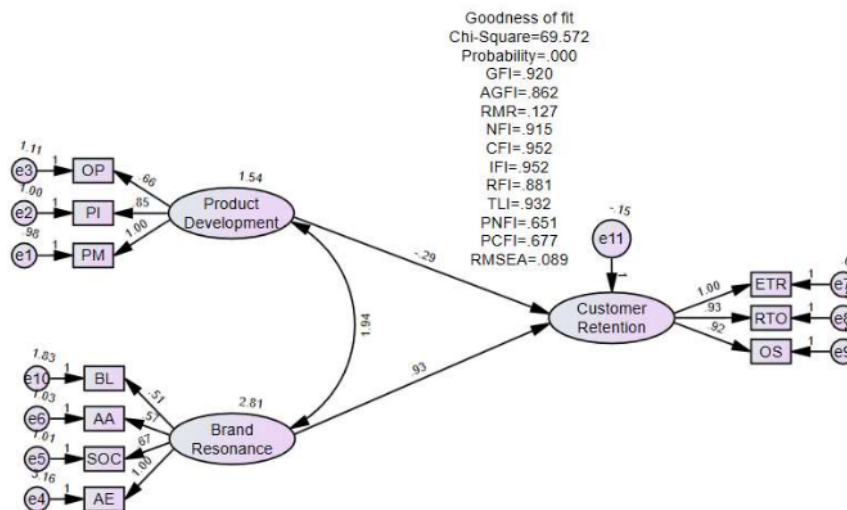 Goodness of fit
Chi-Square=69.572
Probability=.000
GFI=.920
AGFI=.862
RMR=.127
NFI=.915
CFI=.952
IFI=.952
RFI=.881
TLI=.932
PNFI=.651
PCFI=.677
RMSEA=.089
1.11
e3 1 OP .66
1.00
e2 1 PI .85
.98
e1 1 PM 1.00
1.54
Product
Development
-.15
e11
1
-.29
1.94
.93
Customer
Retention
1.00 ETR 1 e7
.93 RTO 1 e8
.92 OS 1 e9
1.83
e10 1 BL .51
1.03
e6 1 AA .57
1.01
e5 1 SOC .67
e4 1 AE 1.00
2.81
Brand
Resonance